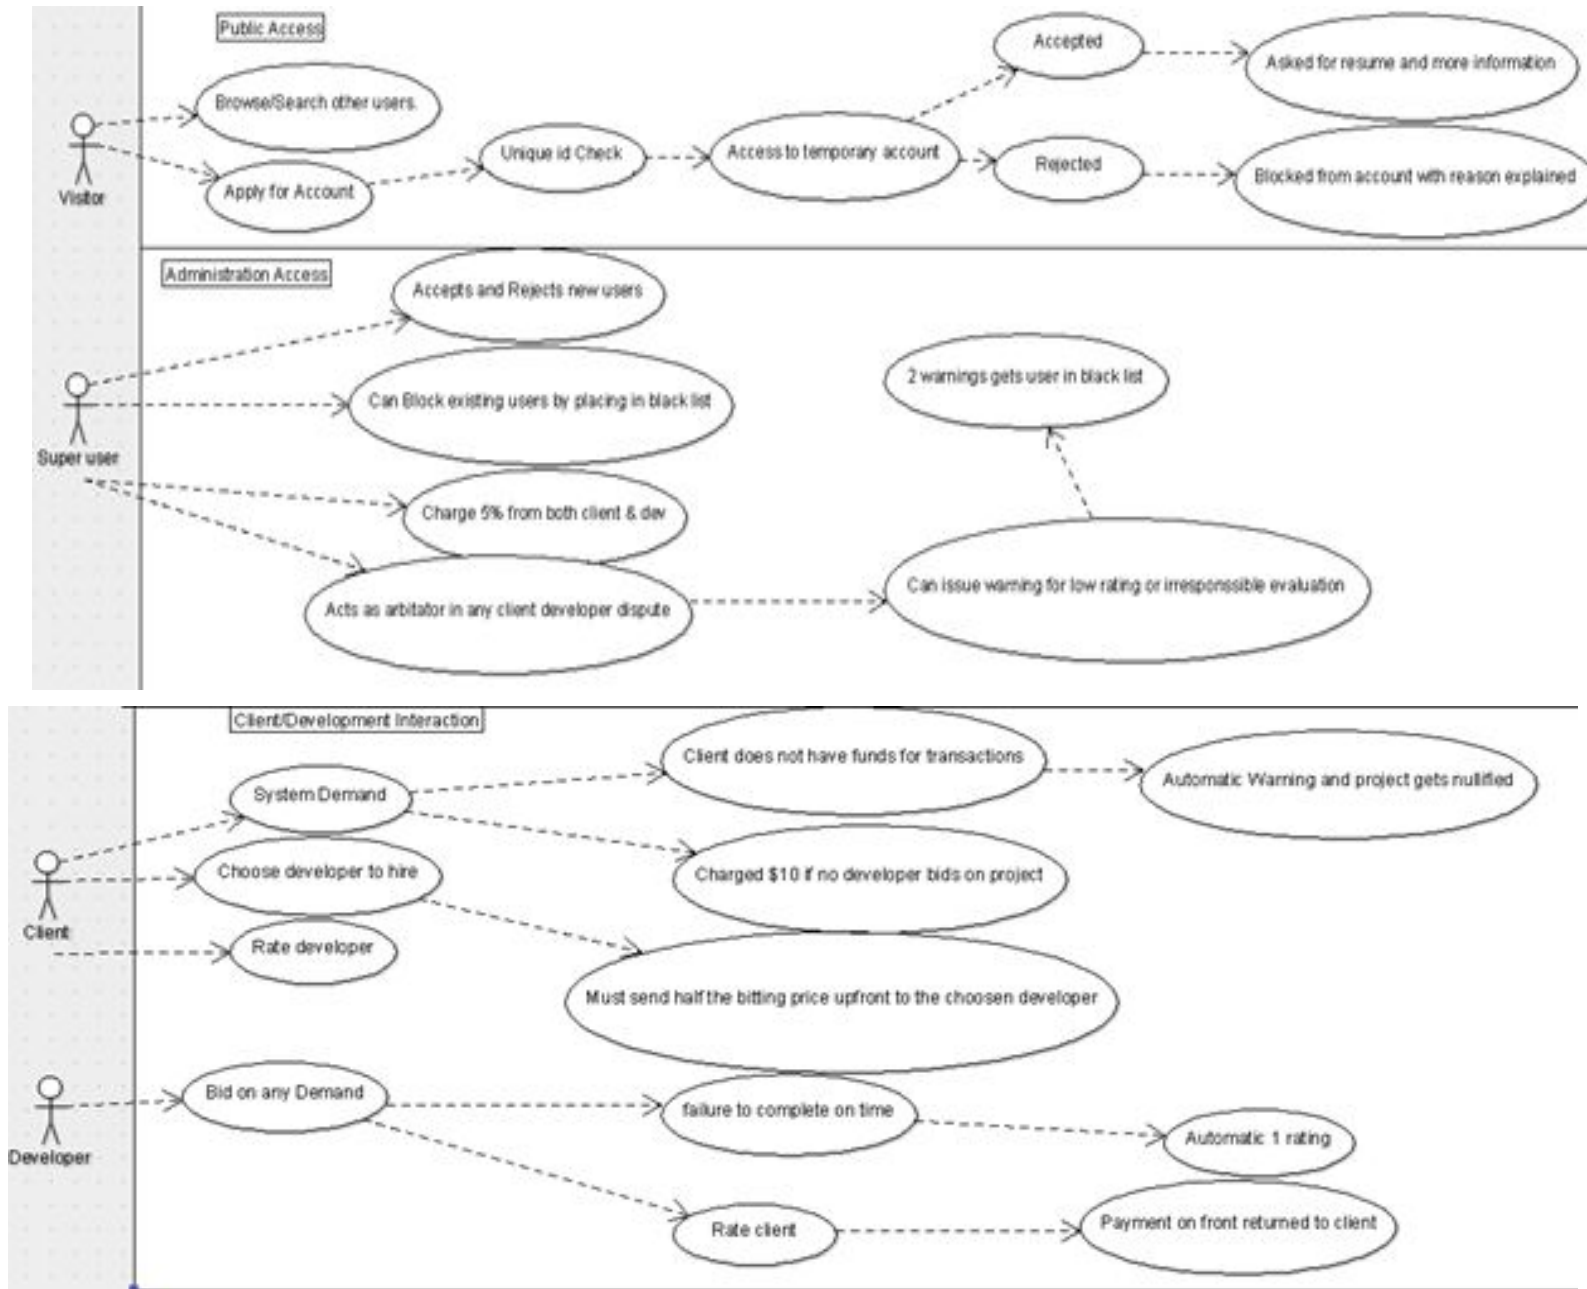 Public Access
Accepted
Asked for resume and more information
Browse/Search other users.
Unique id Check
Access to temporary account
Rejected
Blocked from account with reason explained
Apply for Account
Visitor
Administration Access
Accepts and Rejects new users
2 warnings gets user in black list
Can Block existing users by placing in black list
Super user
Charge 5% from both client & dev
Can issue warning for low rating or irresponssible evaluation
Acts as arbitator in any client developer dispute
Client/Development Interaction
Client does not have funds for transactions
Automatic Warning and project gets nullified
System Demand
Choose developer to hire
Charged $10 if no developer bids on project
Client
Rate developer
Must send half the bitting price upfront to the choosen developer
Bid on any Demand
failure to complete on time
Automatic 1 rating
Developer
Rate client
Payment on front returned to client